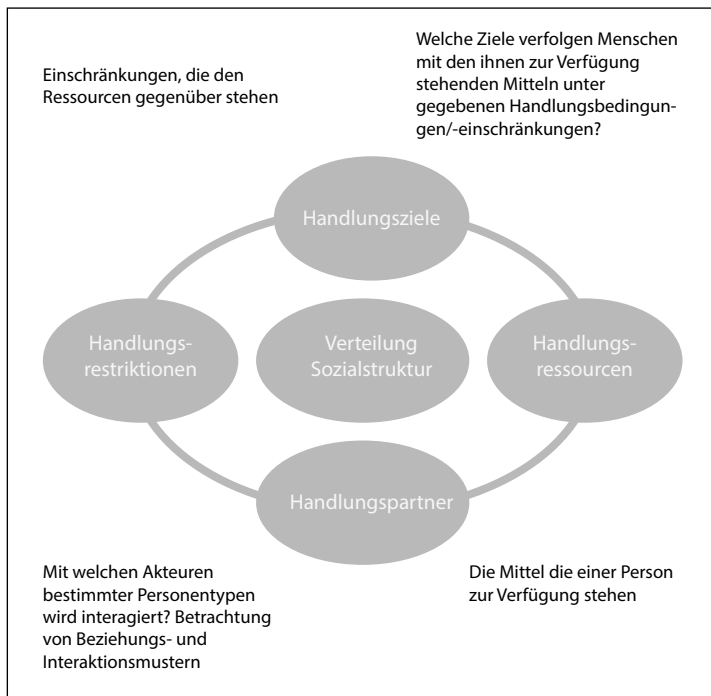 Einschränkungen, die den
Ressourcen gegenüber stehen
Welche Ziele verfolgen Menschen
mit den ihnen zur Verfügung
stehenden Mitteln unter
gegebenen Handlungsbedingun-
gen/-einschränkungen?
Handlungsziele
Handlungs-
restriktionen
Verteilung
Sozialstruktur
Handlungs-
ressourcen
Handlungspartner
Mit welchen Akteuren
bestimmter Personentypen
wird interagiert? Betrachtung
von Beziehungs- und
Interaktionsmustern
Die Mittel die einer Person
zur Verfügung stehen